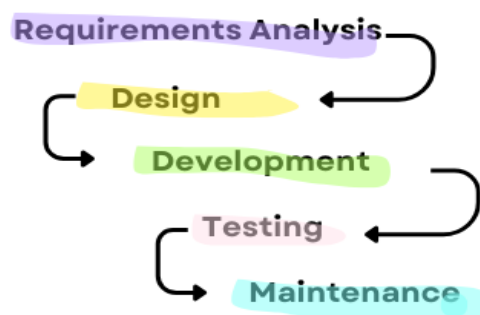 Requirements Analysis
Design
Development
Testing
Maintenance